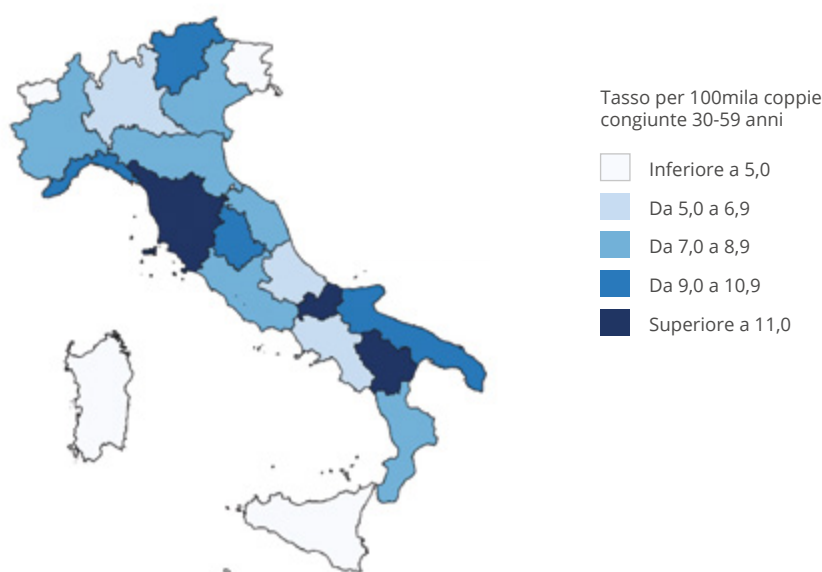 Tasso per 100mila coppie
congiunte 30-59 anni
Inferiore a 5,0
Da 5,0 a 6,9
Da 7,0 a 8,9
Da 9,0 a 10,9
Superiore a 11,0